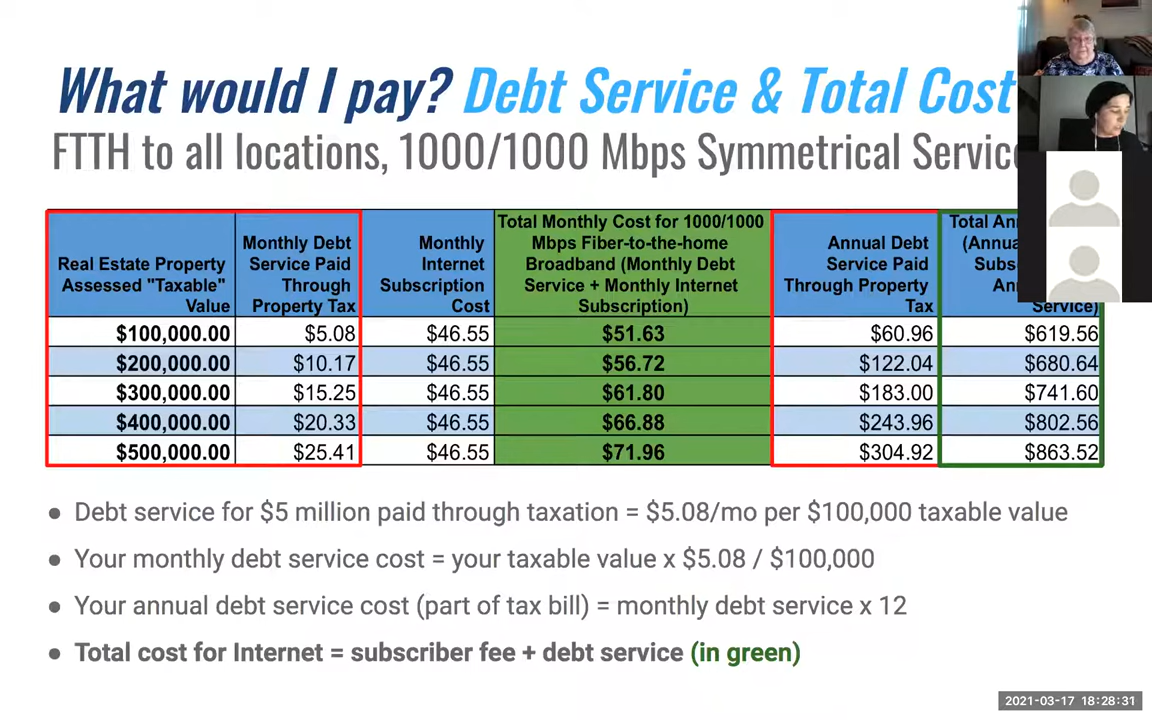 What would I pay? Debt Service & Total Cost
FTTH to all locations, 1000/1000 Mbps Symmetrical
Real Estate Property Assessed "Taxable" Value | Monthly Debt Service Paid Through Property Tax | Monthly Internet Subscription Cost | Total Monthly Cost for 1000/1000 Mbps Fiber-to-the-home Broadband (Monthly Debt Service + Monthly Internet Subscription) | Annual Debt Service Paid Through Property Tax | Total Service)
$100,000.00 $5.08 $46.55 $51.63 $60.96 $619.56
$200,000.00 $10.17 $46.55 $56.72 $122.04 $680.64
$300,000.00 $15.25 $46.55 $61.80 $183.00 $741.60
$400,000.00 $20.33 $46.55 $66.88 $243.96 $802.56
$500,000.00 $25.41 $46.55 $71.96 $304.92 $863.52
● Debt service for $5 million paid through taxation = $5.08/mo per $100,000 taxable value
● Your monthly debt service cost = your taxable value x $5.08 / $100,000
● Your annual debt service cost (part of tax bill) = monthly debt service x 12
● Total cost for Internet = subscriber fee + debt service (in green)
2021-03-17 18:28:31